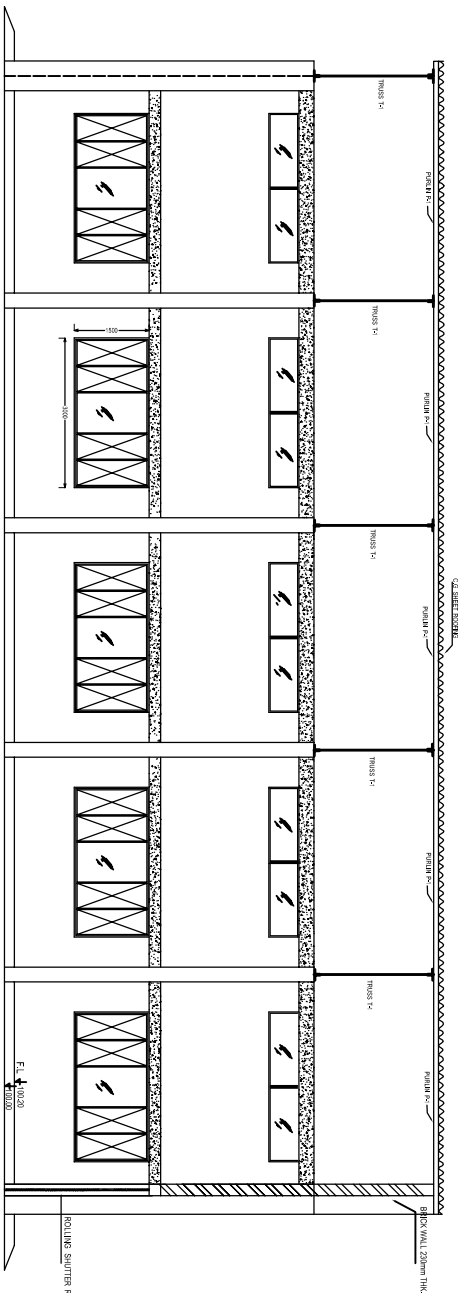 C.G. SHEET ROOFING
PURLIN P-1
PURLIN P-1
PURLIN P-1
PURLIN P-1
PURLIN P-1
TRUSS T-1
TRUSS T-1
TRUSS T-1
TRUSS T-1
TRUSS T-1
BRICK WALL 230mm THK.
1500
3000
F.L
100.20
100.00
ROLLING SHUTTER